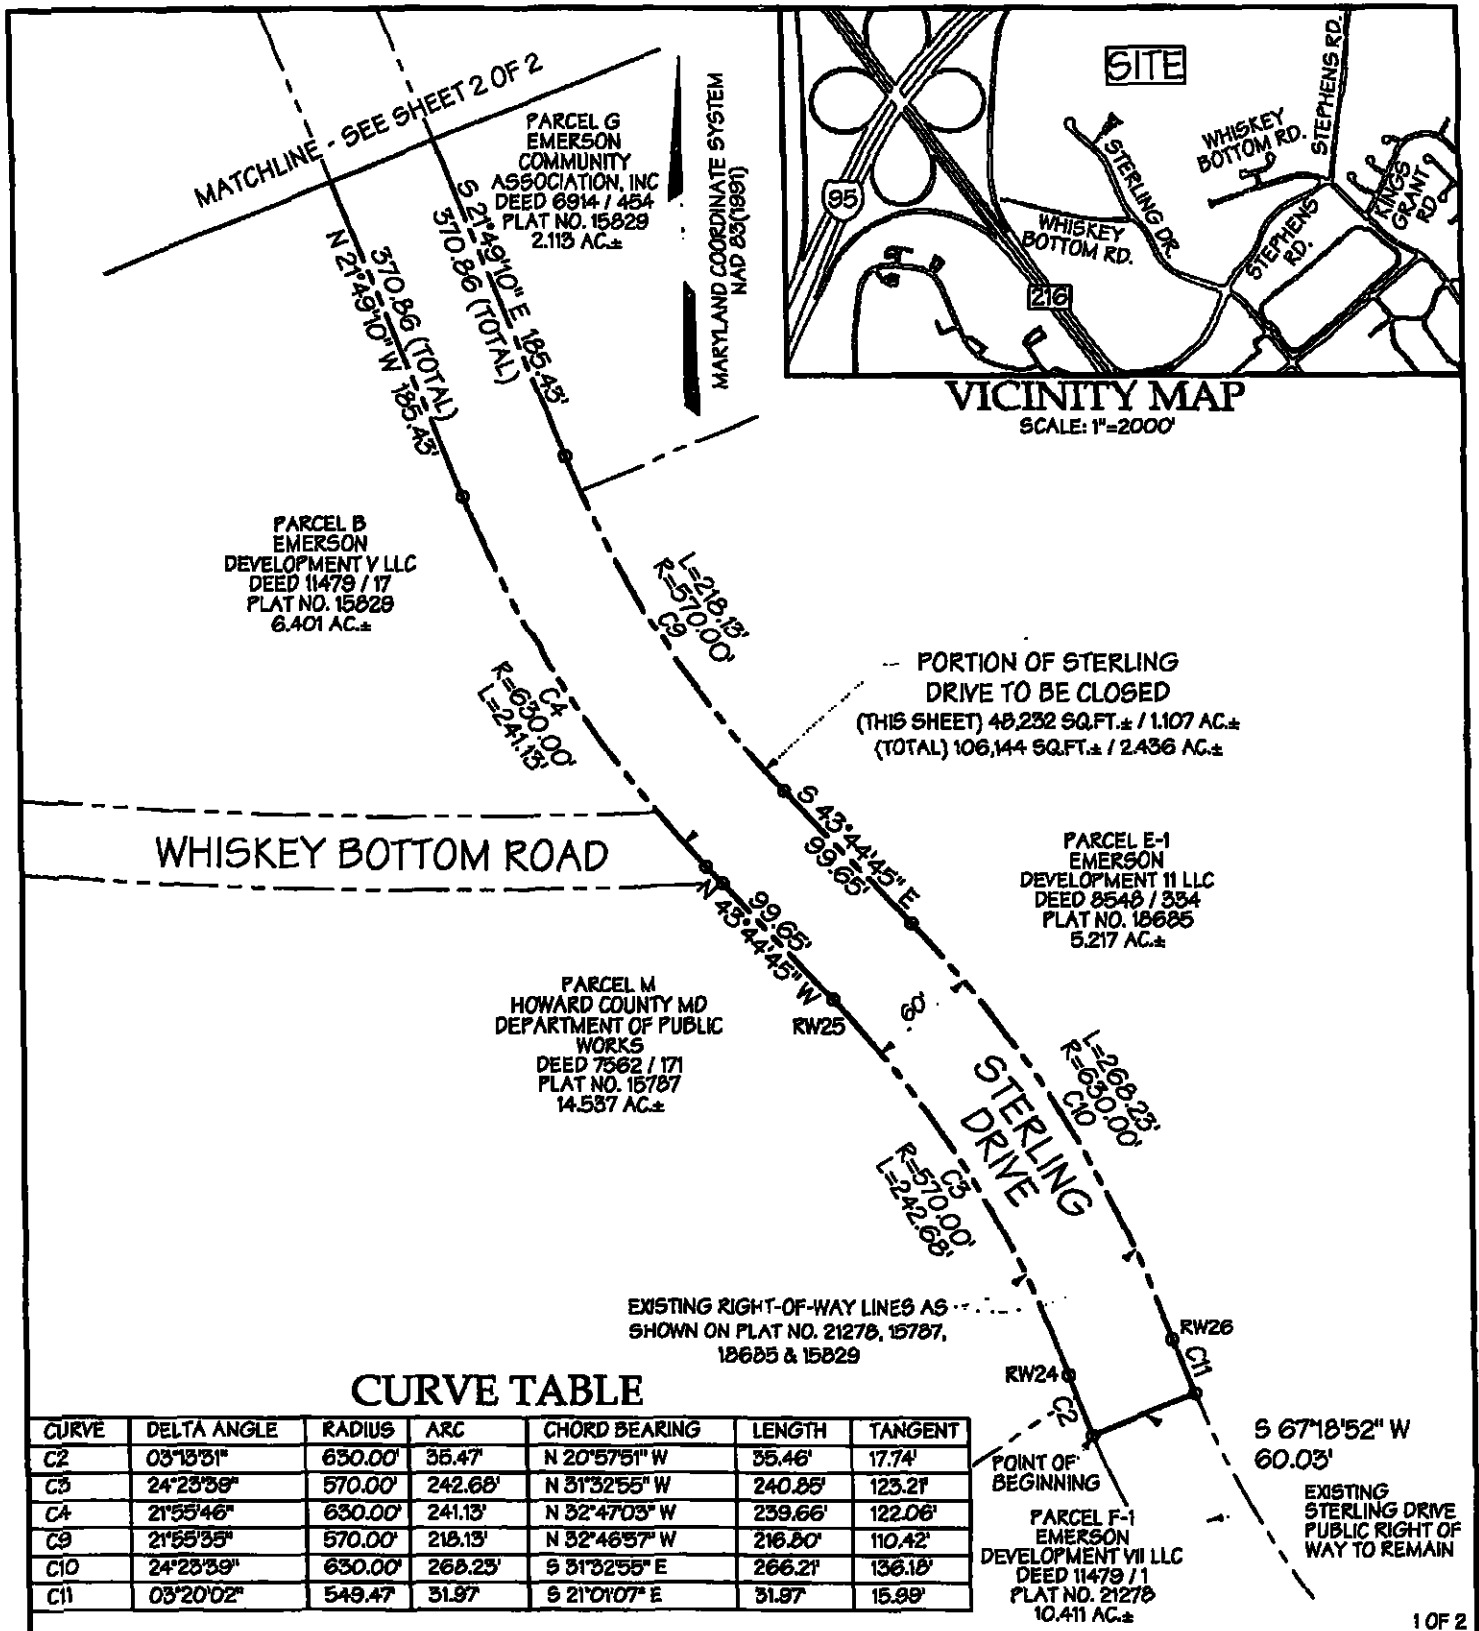 MATCHLINE - SEE SHEET 2 OF 2
PARCEL G
EMERSON
COMMUNITY
ASSOCIATION, INC
DEED 6914 / 454
PLAT NO. 15829
2.113 AC.±
MARYLAND COORDINATE SYSTEM
NAD 83(1991)
SITE
STEPHENS RD.
WHISKEY
BOTTOM RD.
STERLING DR.
KINGS
GRANT
RD
95
WHISKEY
BOTTOM RD.
STEPHENS
RD.
216
VICINITY MAP
SCALE: 1"=2000'
S 21°49'10" E 185.43'
370.86 (TOTAL)
370.86 (TOTAL)
N 21°49'10" W 185.43'
PARCEL B
EMERSON
DEVELOPMENT V LLC
DEED 11479 / 17
PLAT NO. 15829
6.401 AC.±
L=218.13'
R=570.00'
C9
C4
R=630.00'
L=241.13'
PORTION OF STERLING
DRIVE TO BE CLOSED
(THIS SHEET) 48,232 SQ.FT.± / 1.107 AC.±
(TOTAL) 106,144 SQ.FT.± / 2.436 AC.±
WHISKEY BOTTOM ROAD
S 43°44'45" E
99.65'
99.65'
N 43°44'45" W
PARCEL E-1
EMERSON
DEVELOPMENT 11 LLC
DEED 8548 / 334
PLAT NO. 18685
5.217 AC.±
PARCEL M
HOWARD COUNTY MD
DEPARTMENT OF PUBLIC
WORKS
DEED 7562 / 171
PLAT NO. 15787
14.537 AC.±
RW25
60'
STERLING
DRIVE
L=268.23'
R=630.00'
C10
C3
R=570.00'
L=242.68'
EXISTING RIGHT-OF-WAY LINES AS
SHOWN ON PLAT NO. 21278, 15787,
18685 & 15829
RW26
C11
RW24
C2
S 67°18'52" W
60.03'
POINT OF
BEGINNING
EXISTING
STERLING DRIVE
PUBLIC RIGHT OF
WAY TO REMAIN
PARCEL F-1
EMERSON
DEVELOPMENT VII LLC
DEED 11479 / 1
PLAT NO. 21278
10.411 AC.±
CURVE TABLE
CURVE DELTA ANGLE RADIUS ARC CHORD BEARING LENGTH TANGENT
C2 03°13'31" 630.00' 35.47' N 20°57'51" W 35.46' 17.74'
C3 24°23'39" 570.00' 242.68' N 31°32'55" W 240.85' 123.21'
C4 21°55'46" 630.00' 241.13' N 32°47'03" W 239.66' 122.06'
C9 21°55'35" 570.00' 218.13' N 32°46'57" W 216.80' 110.42'
C10 24°23'39" 630.00' 268.23' S 31°32'55" E 266.21' 136.18'
C11 03°20'02" 549.47' 31.97' S 21°01'07" E 31.97' 15.99'
1 OF 2